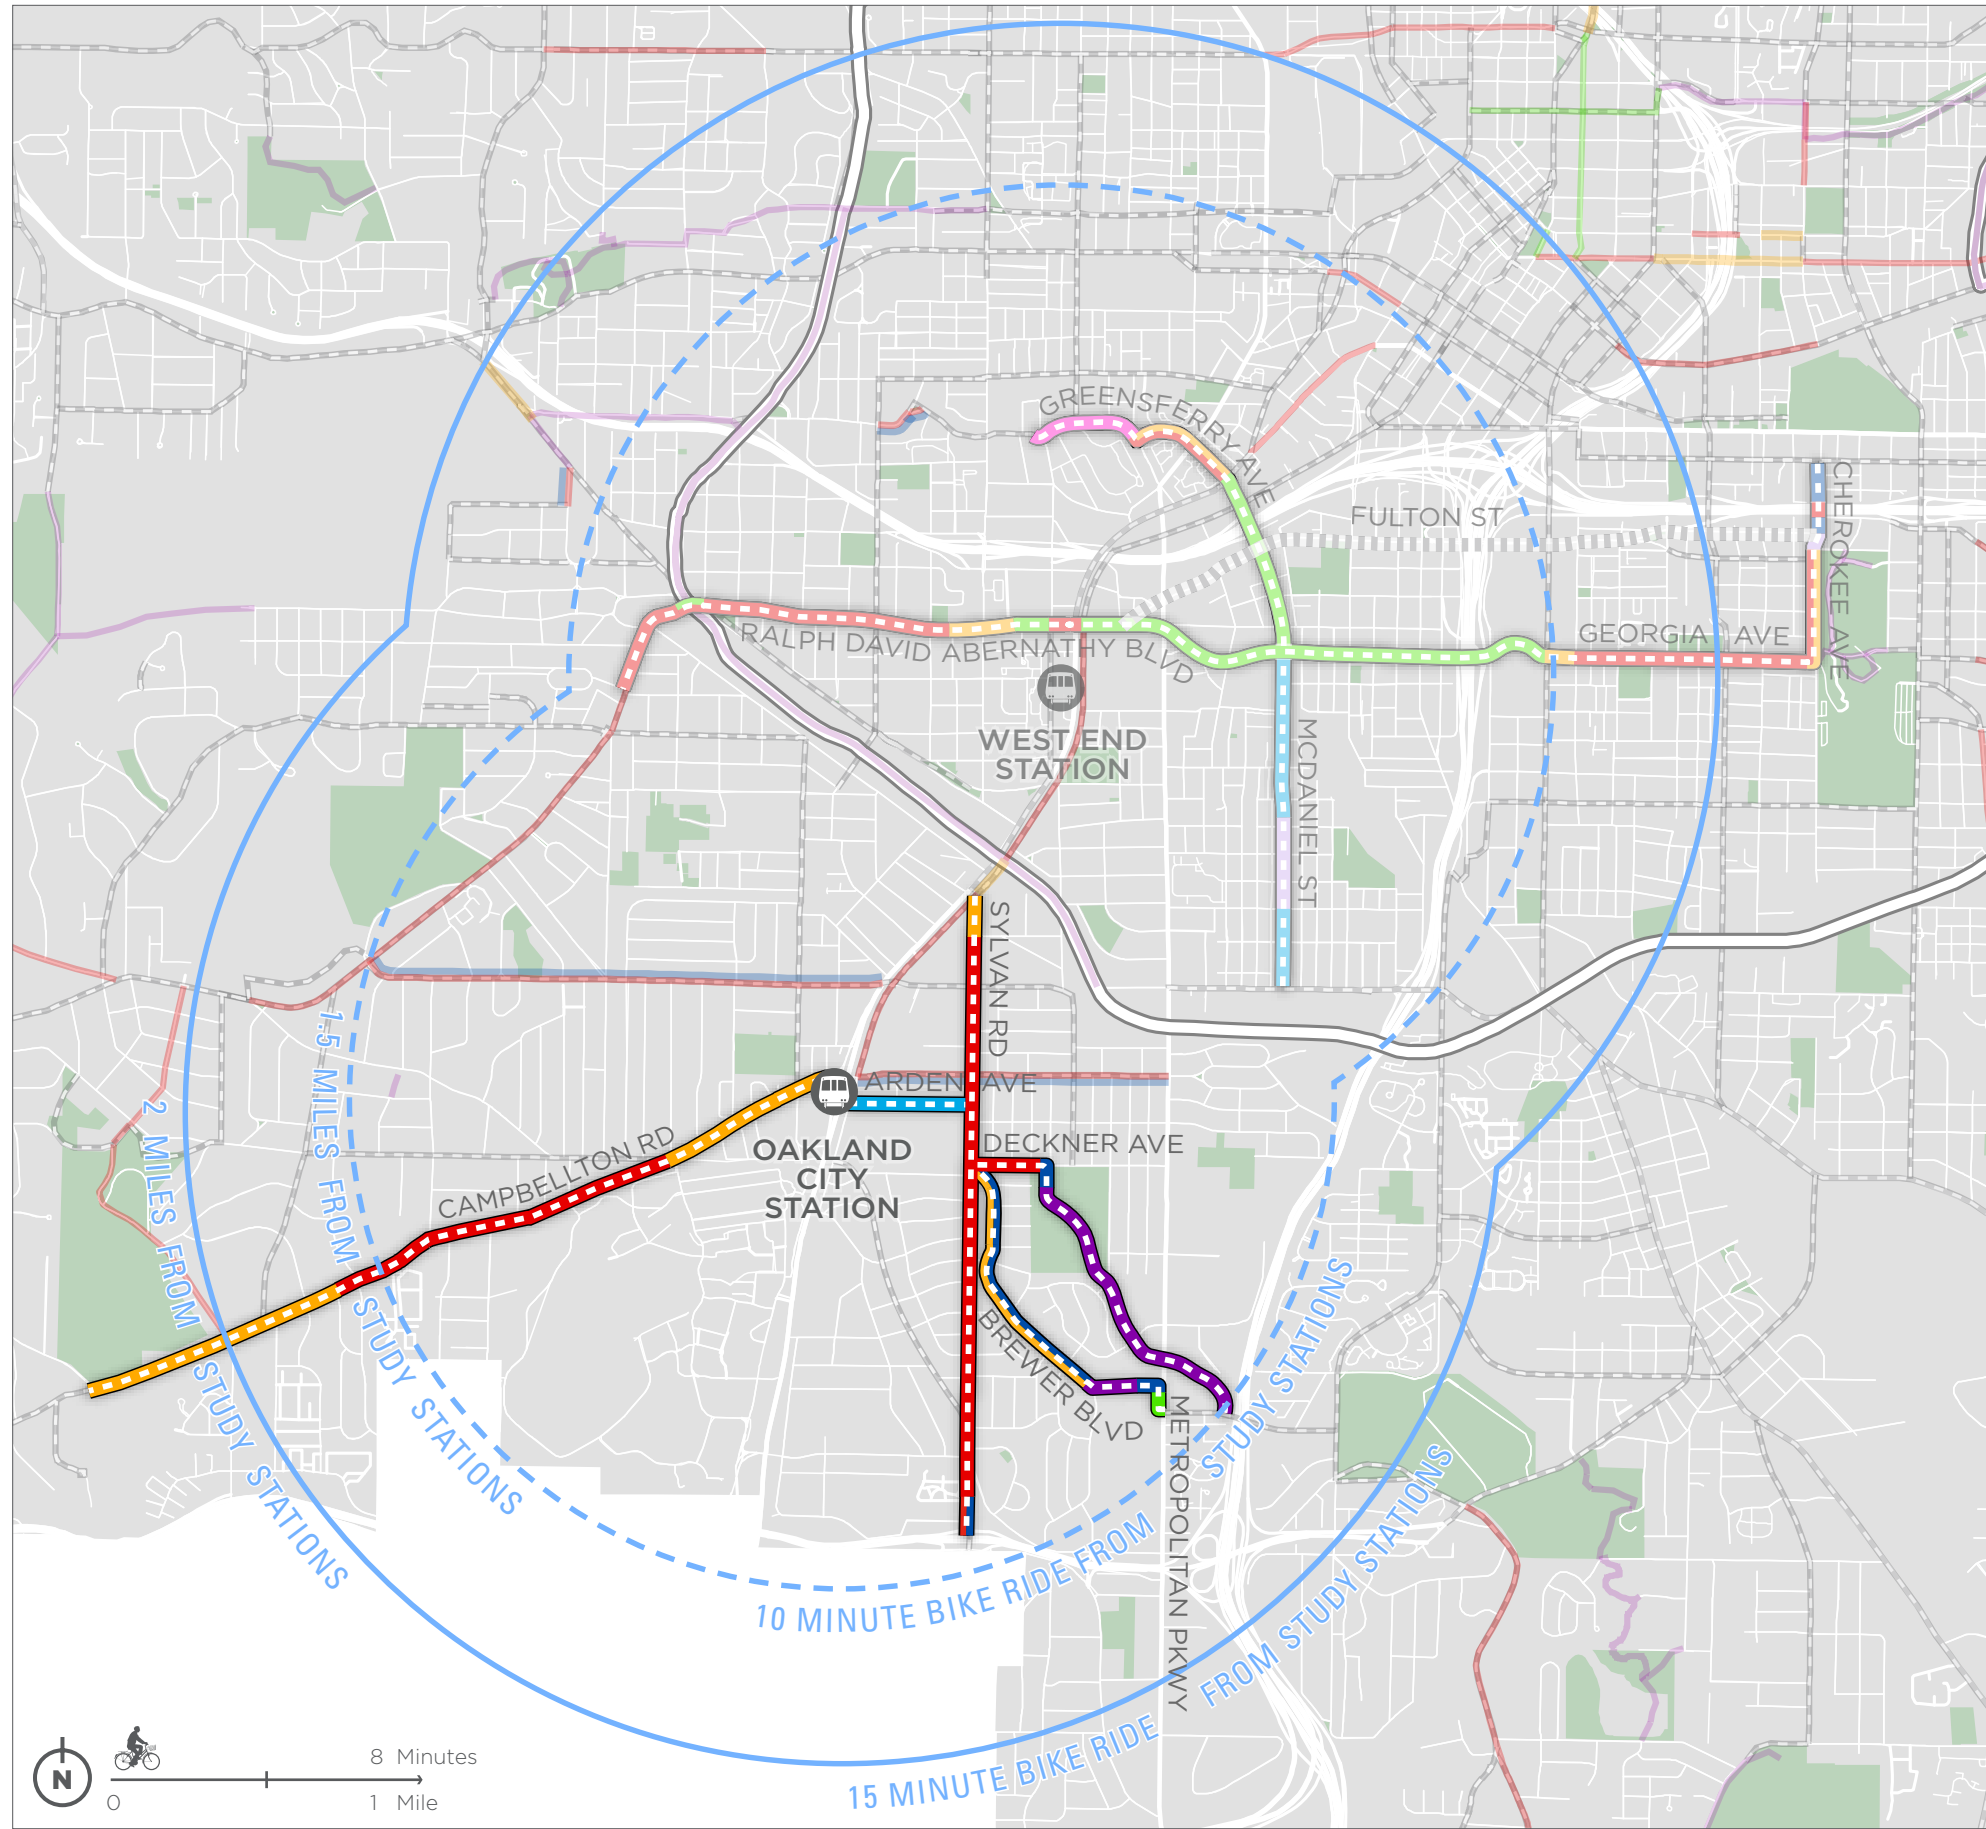 GREENSFERRY AVE
FULTON ST
CHEROKEE AVE
RALPH DAVID ABERNATHY BLVD
GEORGIA AVE
WEST END
STATION
MCDANIEL ST
SYLVAN RD
1.5 MILES FROM STUDY STATIONS
2 MILES FROM STUDY STATIONS
ARDEN AVE
CAMPBELLTON RD
OAKLAND
CITY
STATION
DECKNER AVE
BREWER BLVD
METROPOLITAN PKWY
10 MINUTE BIKE RIDE FROM STUDY STATIONS
15 MINUTE BIKE RIDE FROM STUDY STATIONS
8 Minutes
N
0 1 Mile